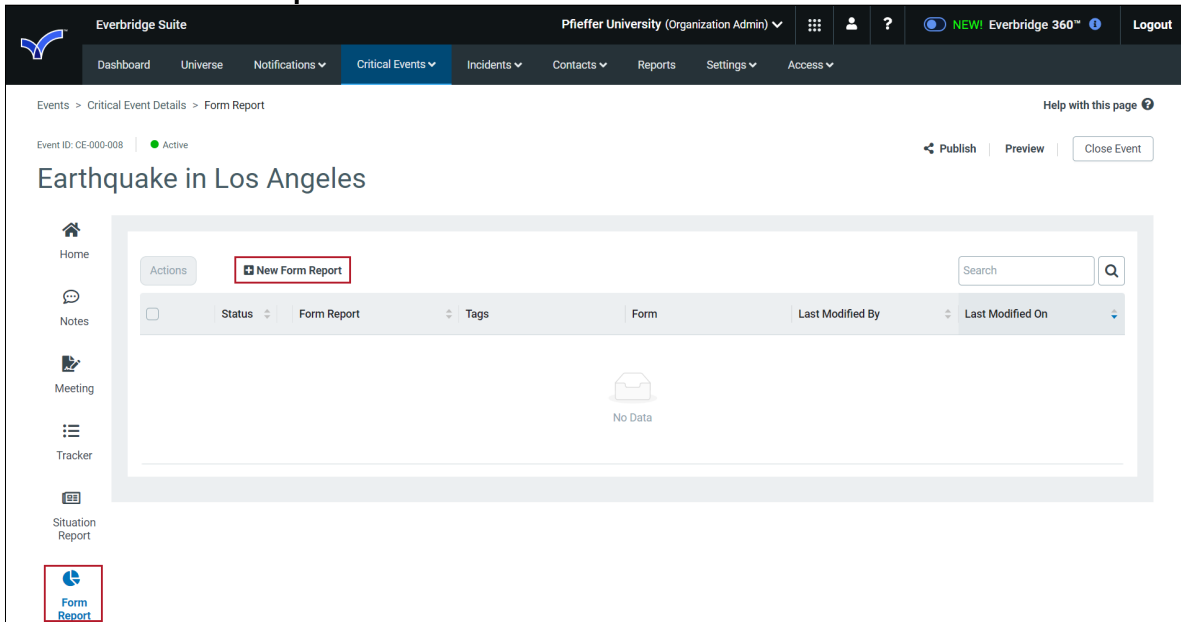 Everbridge Suite
Pfieffer University (Organization Admin)
?
NEW! Everbridge 360™
Logout
Dashboard Universe Notifications Critical Events Incidents Contacts Reports Settings Access
Events > Critical Event Details > Form Report
Help with this page ?
Event ID: CE-000-008 Active
Publish Preview Close Event
Earthquake in Los Angeles
Home
Notes
Meeting
Tracker
Situation
Report
Form
Report
Actions New Form Report Search
Status Form Report Tags Form Last Modified By Last Modified On
No Data